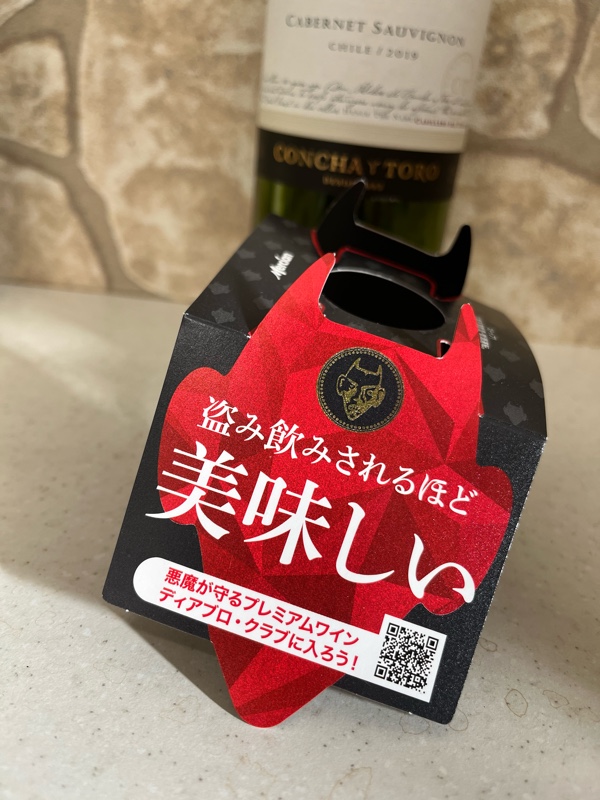 CABERNET SAUVIGNON
CHILE / 2019
CONCHA Y TORO
盗み飲みされるほど
美味しい
悪魔が守るプレミアムワイン
ディアブロ・クラブに入ろう!